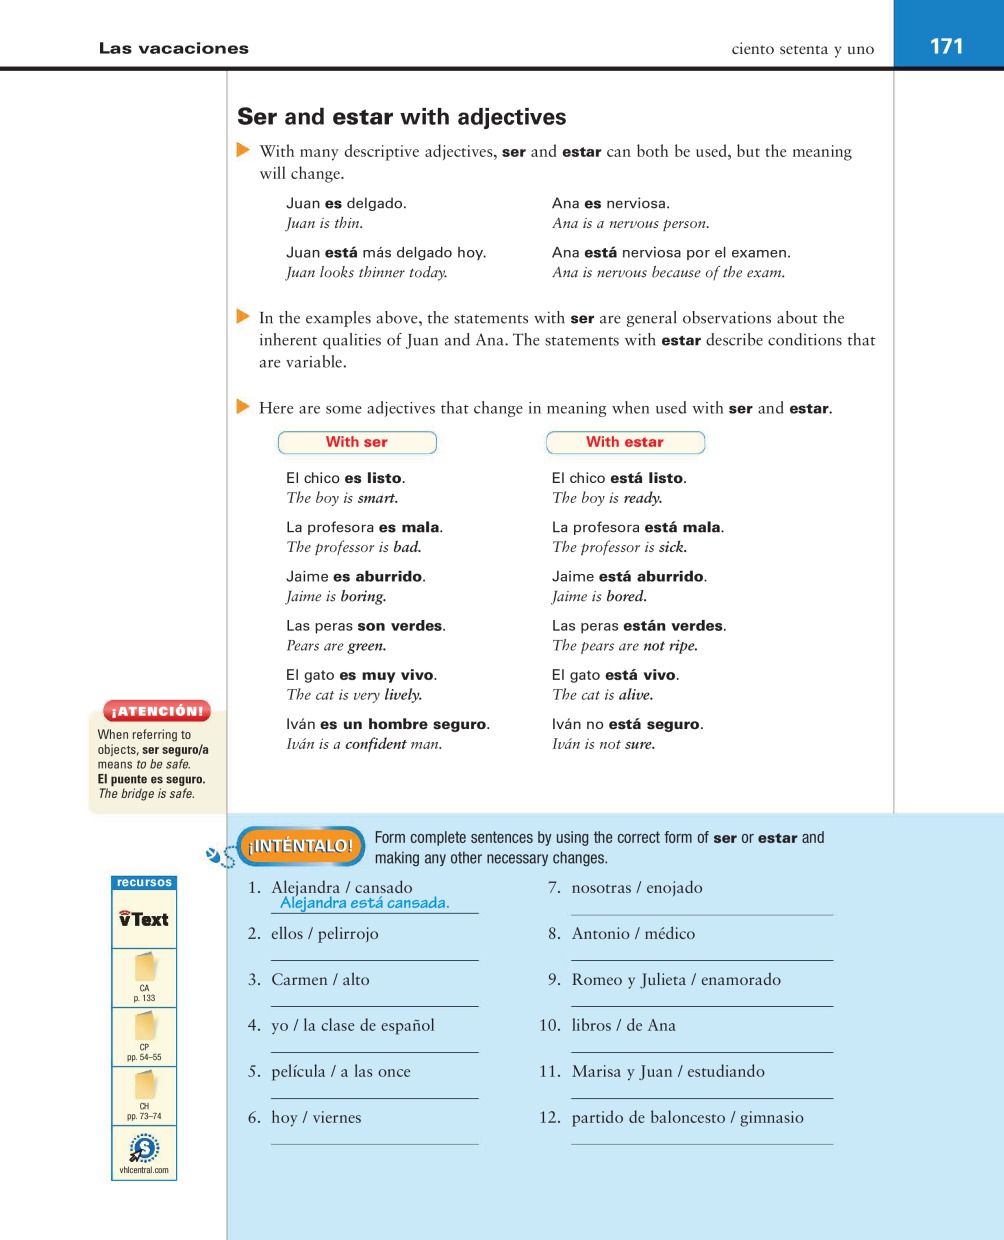 Las vacaciones
ciento setenta y uno
171
Ser and estar with adjectives
With many descriptive adjectives, ser and estar can both be used, but the meaning
will change.
Juan es delgado.
Juan is thin.
Juan está más delgado hoy.
Juan looks thinner today.
Ana es nerviosa.
Ana is a nervous person.
Ana está nerviosa por el examen.
Ana is nervous because of the exam.
In the examples above, the statements with ser are general observations about the
inherent qualities of Juan and Ana. The statements with estar describe conditions that
are variable.
Here are some adjectives that change in meaning when used with ser and estar.
With ser
El chico es listo.
The boy is smart.
La profesora es mala.
The professor is bad.
Jaime es aburrido.
Jaime is boring.
Las peras son verdes.
Pears are green.
El gato es muy vivo.
The cat is very lively.
Iván es un hombre seguro.
Iván is a confident man.
With estar
El chico está listo.
The boy is ready.
La profesora está mala.
The professor is sick.
Jaime está aburrido.
Jaime is bored.
Las peras están verdes.
The pears are not ripe.
El gato está vivo.
The cat is alive.
Iván no está seguro.
Iván is not sure.
¡ATENCIÓN!
When referring to
objects, ser seguro/a
means to be safe.
El puente es seguro.
The bridge is safe.
¡INTÉNTALO!
Form complete sentences by using the correct form of ser or estar and
making any other necessary changes.
1. Alejandra / cansado
Alejandra está cansada.
2. ellos / pelirrojo
3. Carmen / alto
4. yo / la clase de español
5. película / a las once
6. hoy / viernes
7. nosotras / enojado
8. Antonio / médico
9. Romeo y Julieta / enamorado
10. libros / de Ana
11. Marisa y Juan / estudiando
12. partido de baloncesto / gimnasio
recursos
vText
CA
p. 133
CP
pp. 54–55
CH
pp. 73–74
S
vhlcentral.com